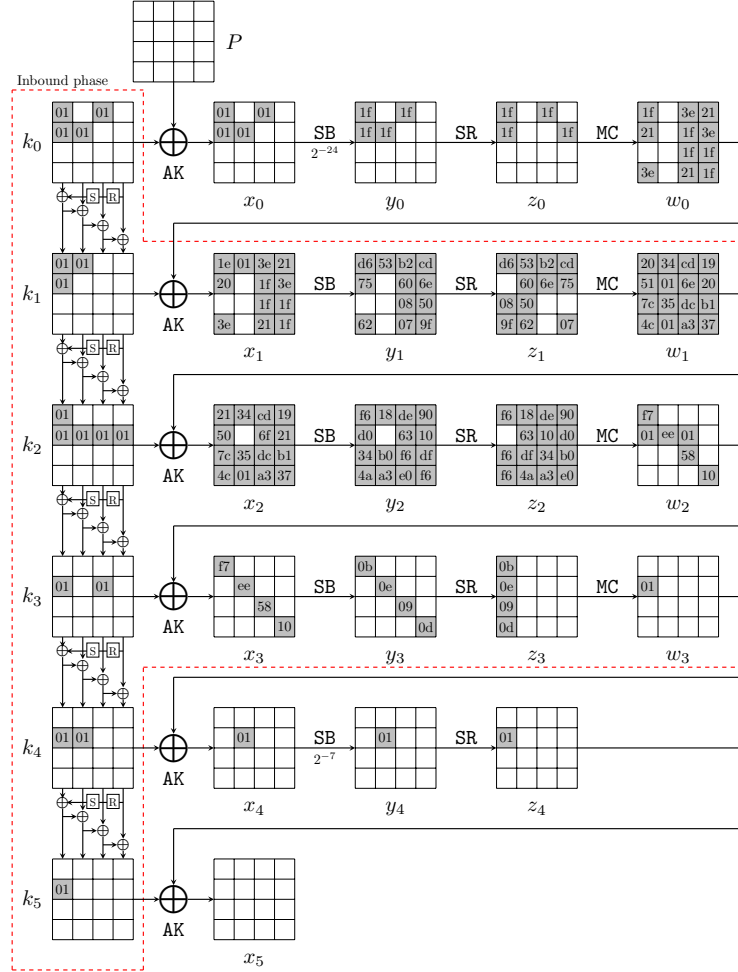 P
Inbound phase
01 01 01 01 1f 1f 1f 1f 1f 3e 21
k0 01 01 01 01 SB 1f 1f SR 1f 1f MC 21 1f 3e
2−24 1f 1f
AK 3e 21 1f
x0 y0 z0 w0
S R
01 01 1e 01 3e 21 d6 53 b2 cd d6 53 b2 cd 20 34 cd 19
k1 01 20 1f 3e SB 75 60 6e SR 60 6e 75 MC 51 01 6e 20
1f 1f 08 50 08 50 7c 35 dc b1
AK 3e 21 1f 62 07 9f 9f 62 07 4c 01 a3 37
x1 y1 z1 w1
S R
01 21 34 cd 19 f6 18 de 90 f6 18 de 90 f7
k2 01 01 01 01 50 6f 21 SB d0 63 10 SR 63 10 d0 MC 01 ee 01
7c 35 dc b1 34 b0 f6 df f6 df 34 b0 58
AK 4c 01 a3 37 4a a3 e0 f6 f6 4a a3 e0 10
x2 y2 z2 w2
S R
f7 0b 0b
k3 01 01 ee SB 0e SR 0e MC 01
58 09 09
AK 10 0d 0d
x3 y3 z3 w3
S R
k4 01 01 01 SB 01 SR 01
2−7
AK
x4 y4 z4
S R
k5 01
AK
x5